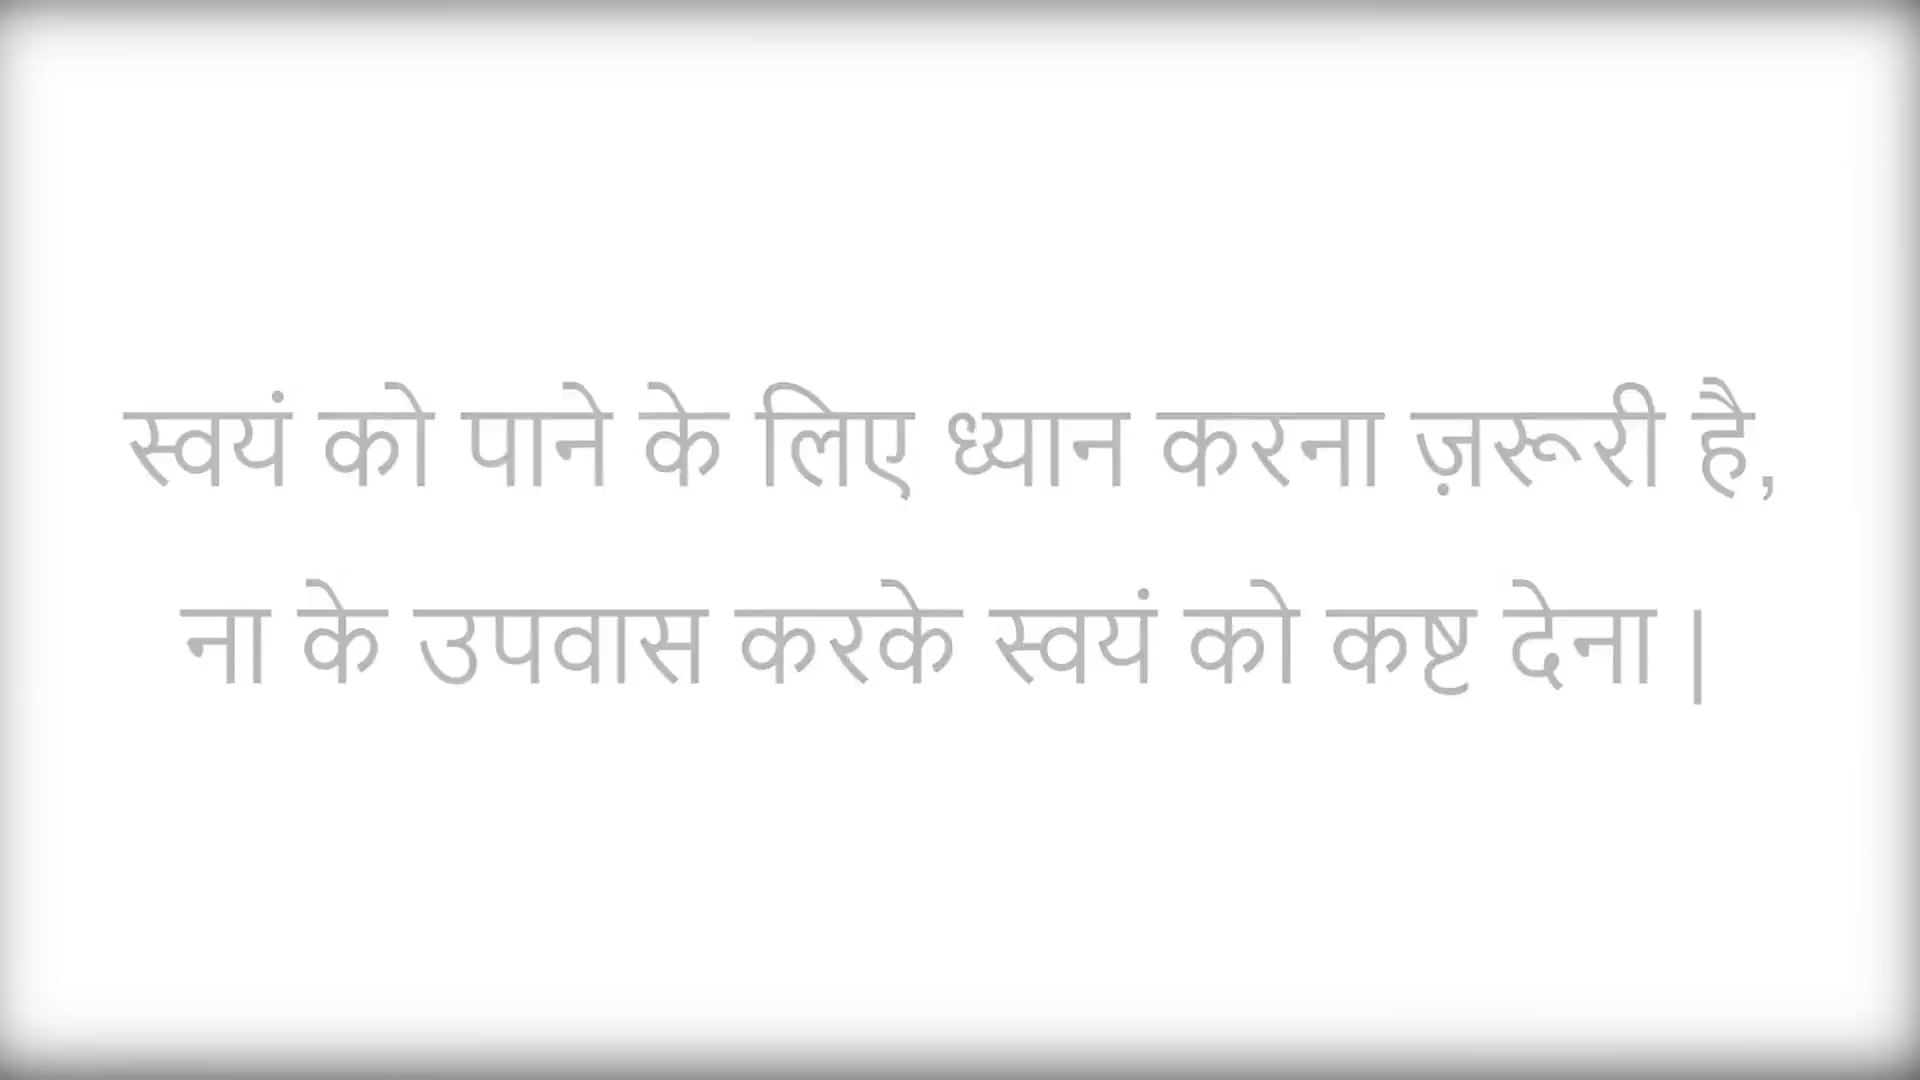 स्वयं को पाने के लिए ध्यान करना ज़रूरी है,
ना के उपवास करके स्वयं को कष्ट देना |